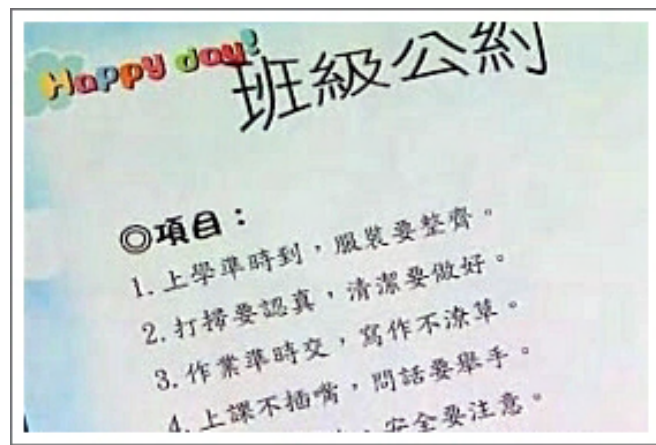 Happy day!
班級公約
◎項目：
1.上學準時到，服裝要整齊。
2.打掃要認真，清潔要做好。
3.作業準時交，寫作不潦草。
4.上課不插嘴，問話要舉手。
，安全要注意。